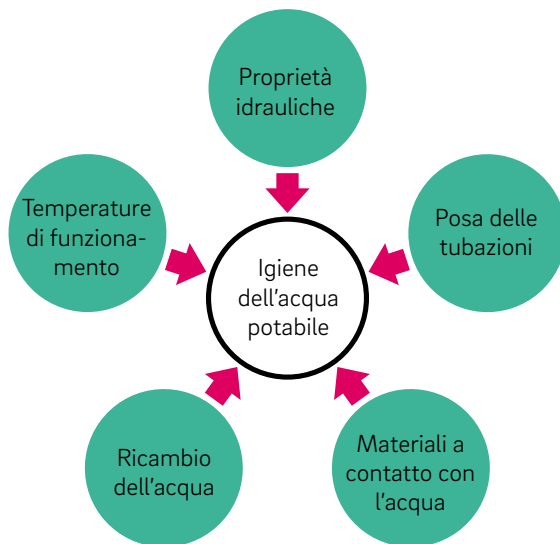 Proprietà
idrauliche
Temperature
di funziona-
mento
Posa delle
tubazioni
Igiene
dell'acqua
potabile
Ricambio
dell'acqua
Materiali a
contatto con
l'acqua